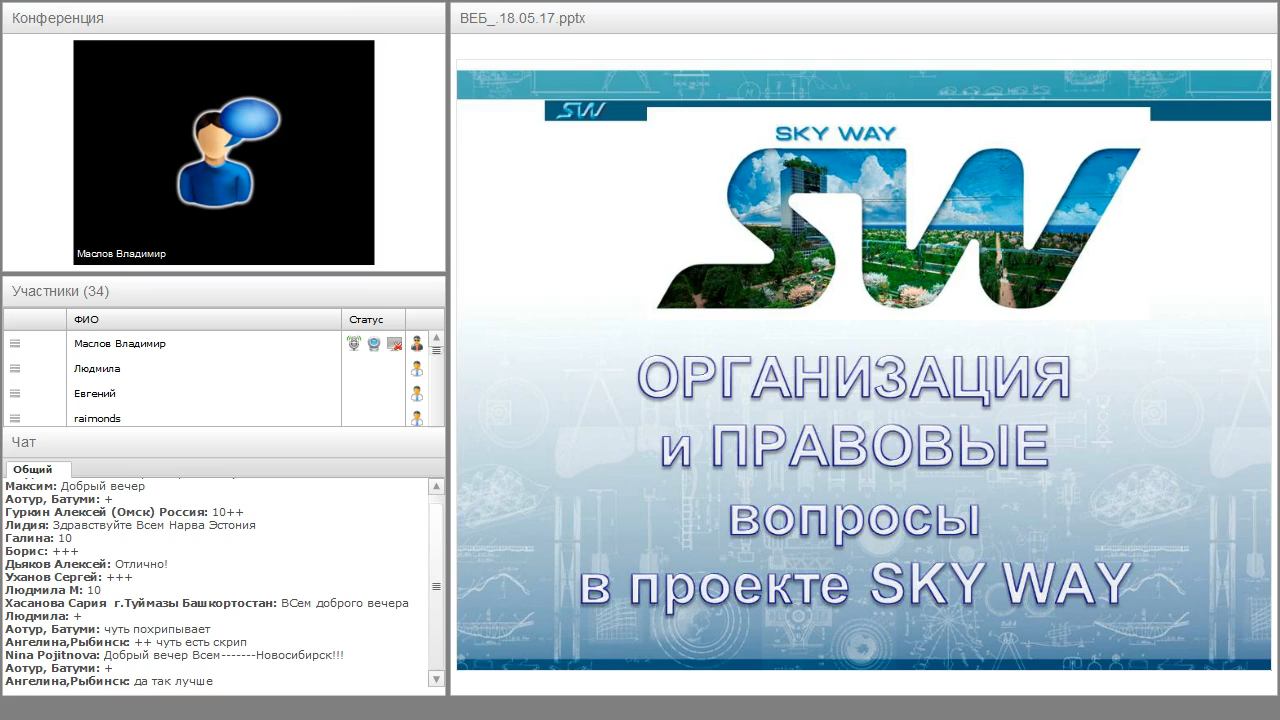 Конференция
Маслов Владимир
Участники (34)
ФИО
Статус
Маслов Владимир
Людмила
Евгений
raimonds
Чат
Общий
Максим: Добрый вечер
Аотур, Батуми: +
Гуркин Алексей (Омск) Россия: 10++
Лидия: Здравствуйте Всем Нарва Эстония
Галина: 10
Борис: +++
Дьяков Алексей: Отлично!
Уханов Сергей: +++
Людмила М: 10
Хасанова Сария г.Туймазы Башкортостан: ВСем доброго вечера
Людмила: +
Аотур, Батуми: чуть похрипывает
Ангелина,Рыбинск: ++ чуть есть скрип
Nina Pojitnova: Добрый вечер Всем-------Новосибирск!!!
Аотур, Батуми: +
Ангелина,Рыбинск: да так лучше
ВЕБ_.18.05.17.pptx
SW
SKY WAY
SW
ОРГАНИЗАЦИЯ
и ПРАВОВЫЕ
вопросы
в проекте SKY WAY